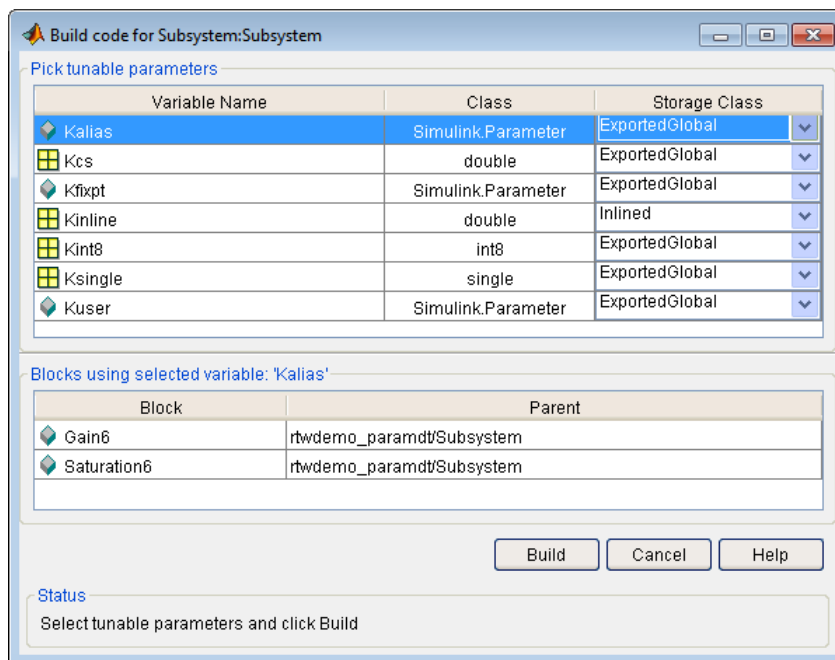 Build code for Subsystem:Subsystem
Pick tunable parameters
Variable Name Class Storage Class
Kalias Simulink.Parameter ExportedGlobal
Kcs double ExportedGlobal
Kfixpt Simulink.Parameter ExportedGlobal
Kinline double Inlined
Kint8 int8 ExportedGlobal
Ksingle single ExportedGlobal
Kuser Simulink.Parameter ExportedGlobal
Blocks using selected variable: 'Kalias'
Block Parent
Gain6 rtwdemo_paramdt/Subsystem
Saturation6 rtwdemo_paramdt/Subsystem
Build Cancel Help
Status
Select tunable parameters and click Build